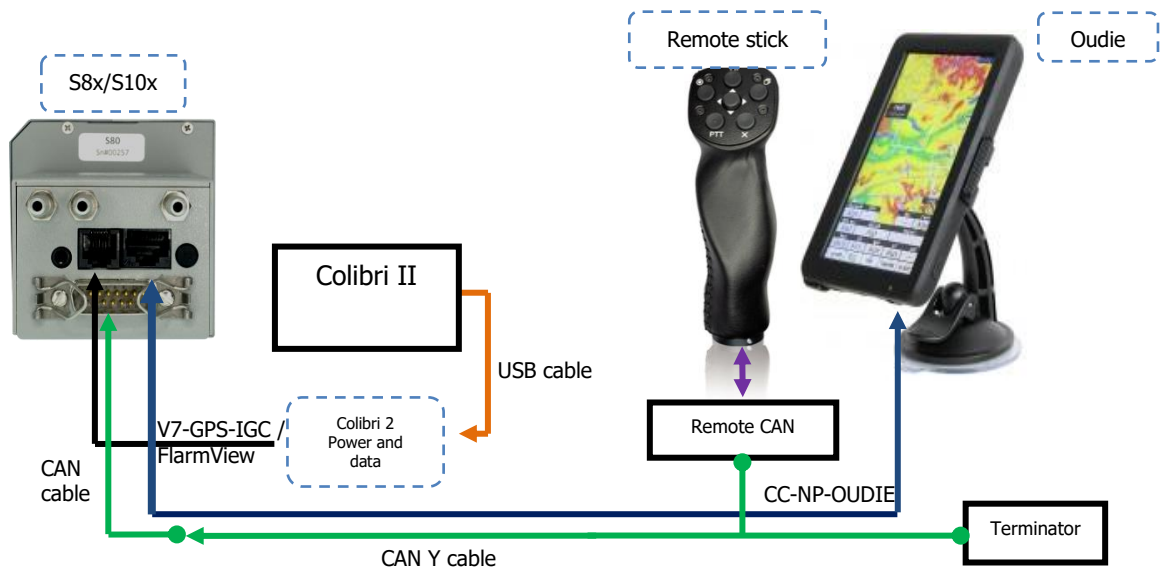 Remote stick
Oudie
S8x/S10x
S80
PTT
X
Colibri II
USB cable
Colibri 2
Power and
data
Remote CAN
V7-GPS-IGC /
FlarmView
CAN
cable
CC-NP-OUDIE
Terminator
CAN Y cable